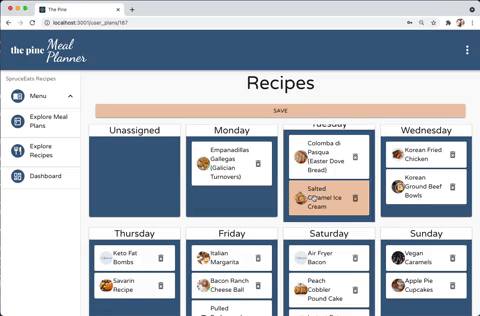 The Pine
localhost:3001/user_plans/187
the pine Meal
Planner
SpruceEats Recipes
Menu
Explore Meal
Plans
Explore
Recipes
Dashboard
Recipes
SAVE
Unassigned
Monday
Empanadillas
Gallegas
(Galician
Turnovers)
Tuesday
Colomba di
Pasqua
(Easter Dove
Bread)
Salted
Caramel Ice
Cream
Wednesday
Korean Fried
Chicken
Korean
Ground Beef
Bowls
Thursday
Keto Fat
Bombs
Savarin
Recipe
Friday
Italian
Margarita
Bacon Ranch
Cheese Ball
Pulled
Saturday
Air Fryer
Bacon
Peach
Cobbler
Pound Cake
Sunday
Vegan
Caramels
Apple Pie
Cupcakes